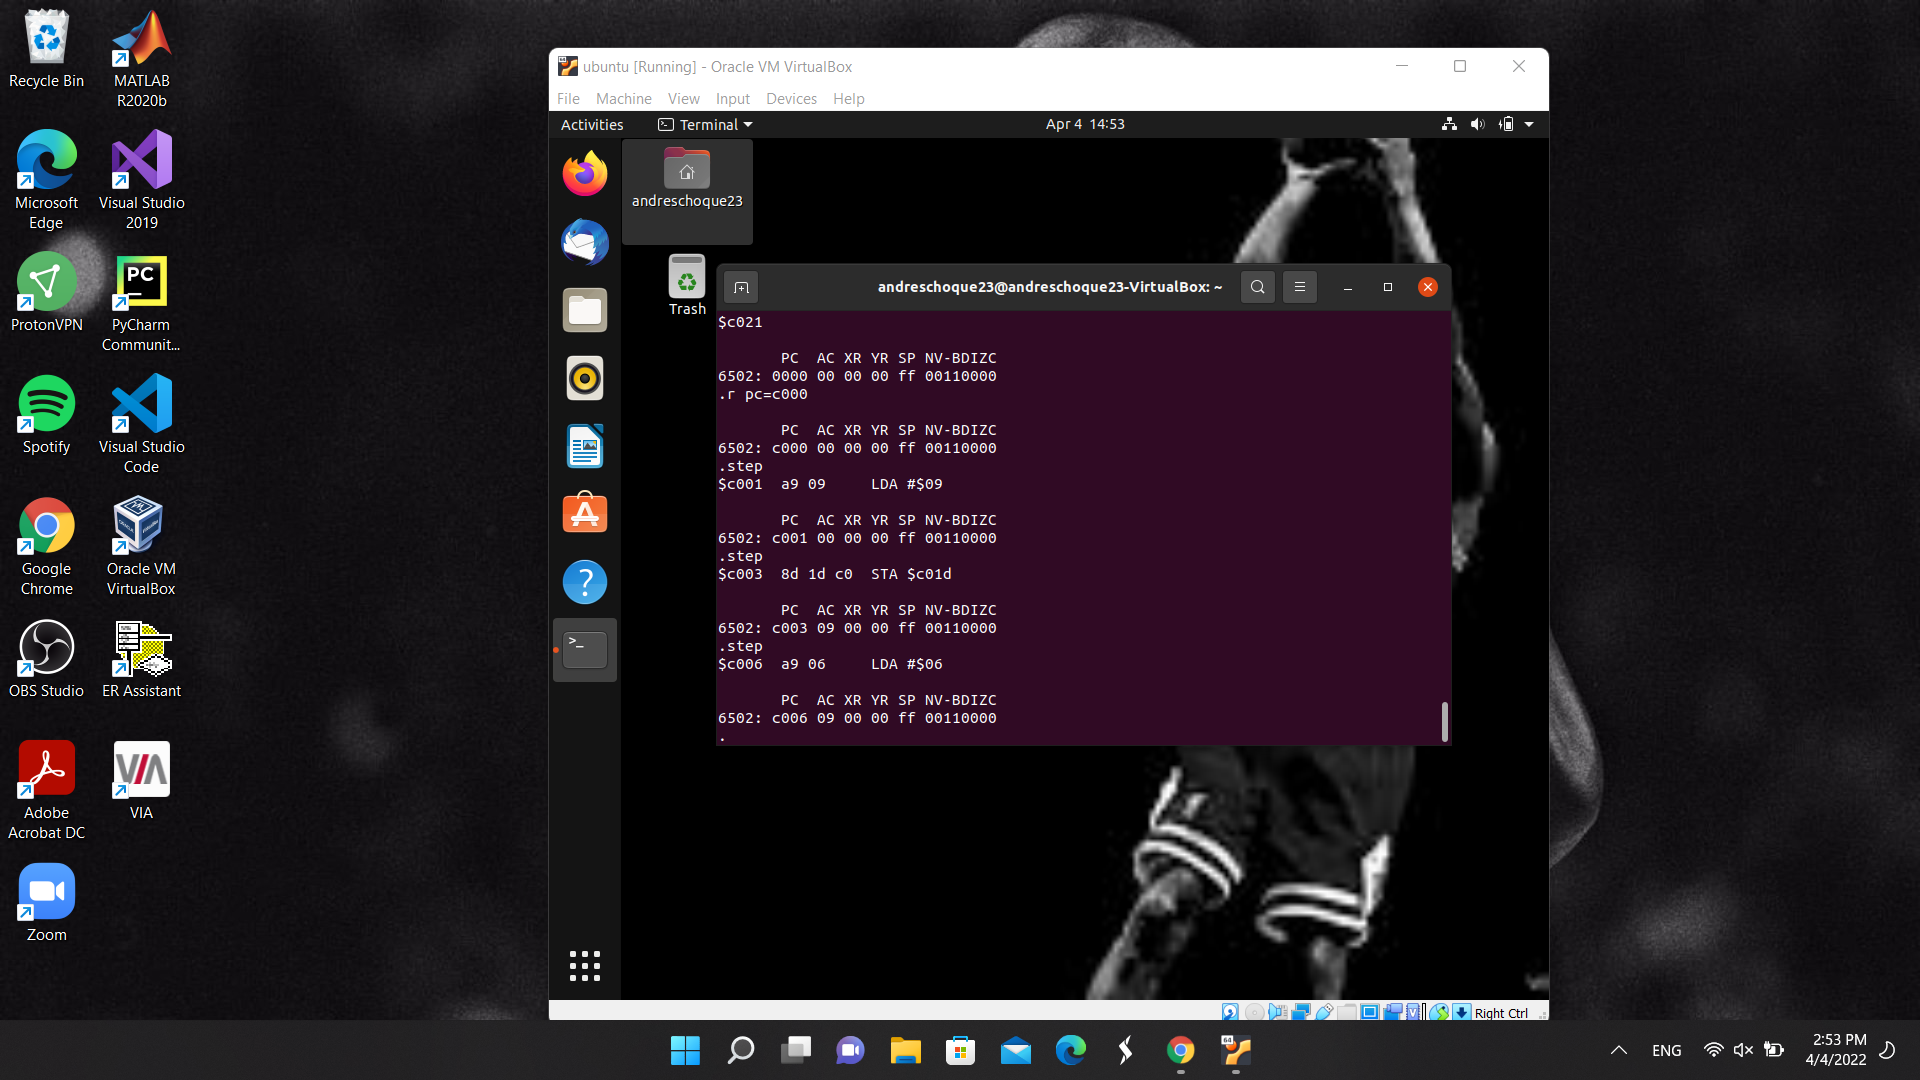 Recycle Bin
MATLAB
R2020b
Microsoft
Edge
Visual Studio
2019
ProtonVPN
PC
PyCharm
Communit...
Spotify
Visual Studio
Code
Google
Chrome
Oracle VM
VirtualBox
OBS Studio
ER Assistant
Adobe
Acrobat DC
VIA
VIA
Zoom
ubuntu [Running] - Oracle VM VirtualBox
File Machine View Input Devices Help
Activities Terminal Apr 4 14:53
andreschoque23
Trash
andreschoque23@andreschoque23-VirtualBox: ~
$c021
PC AC XR YR SP NV-BDIZC
6502: 0000 00 00 00 ff 00110000
.r pc=c000
PC AC XR YR SP NV-BDIZC
6502: c000 00 00 00 ff 00110000
.step
$c001 a9 09 LDA #$09
PC AC XR YR SP NV-BDIZC
6502: c001 00 00 00 ff 00110000
.step
$c003 8d 1d c0 STA $c01d
PC AC XR YR SP NV-BDIZC
6502: c003 09 00 00 ff 00110000
.step
$c006 a9 06 LDA #$06
PC AC XR YR SP NV-BDIZC
6502: c006 09 00 00 ff 00110000
.
Right Ctrl
64
ENG
2:53 PM
4/4/2022